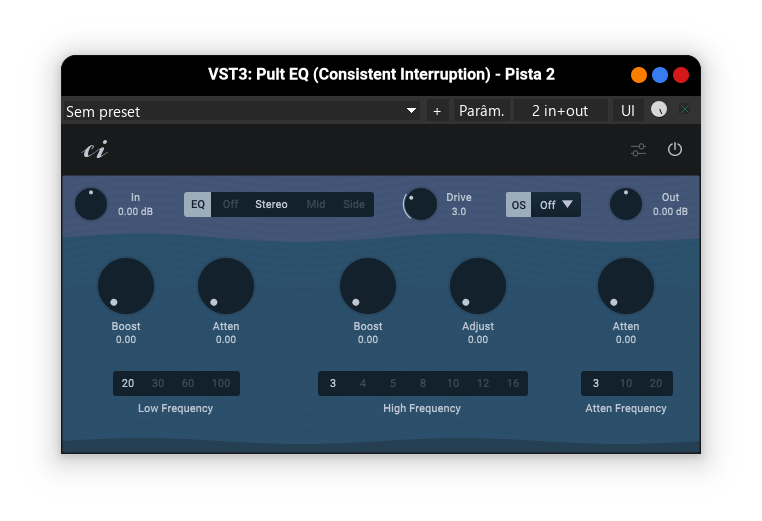 VST3: Pult EQ (Consistent Interruption) - Pista 2
Sem preset + Parâm. 2 in+out UI
ci
In 0.00 dB
EQ Off Stereo Mid Side
Drive 3.0
OS Off
Out 0.00 dB
Boost 0.00
Atten 0.00
Boost 0.00
Adjust 0.00
Atten 0.00
20 30 60 100
Low Frequency
3 4 5 8 10 12 16
High Frequency
3 10 20
Atten Frequency